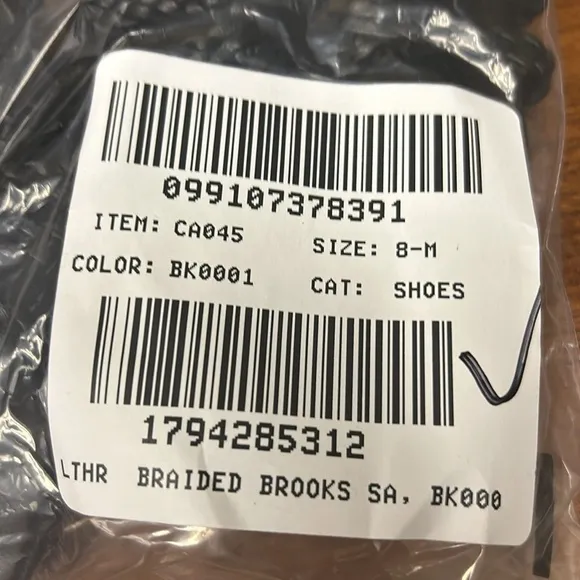 099107378391
ITEM: CA045 SIZE: 8-M
COLOR: BK0001 CAT: SHOES
1794285312
LTHR BRAIDED BROOKS SA, BK000